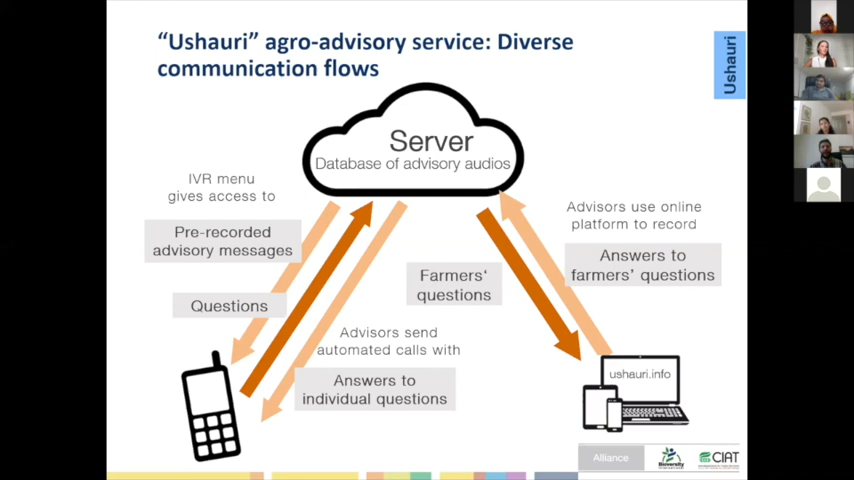 “Ushauri” agro-advisory service: Diverse
communication flows
Ushauri
Server
Database of advisory audios
IVR menu
gives access to
Pre-recorded
advisory messages
Questions
Advisors send
automated calls with
Answers to
individual questions
Farmers‘
questions
Advisors use online
platform to record
Answers to
farmers’ questions
ushauri.info
Alliance
Bioversity
CIAT